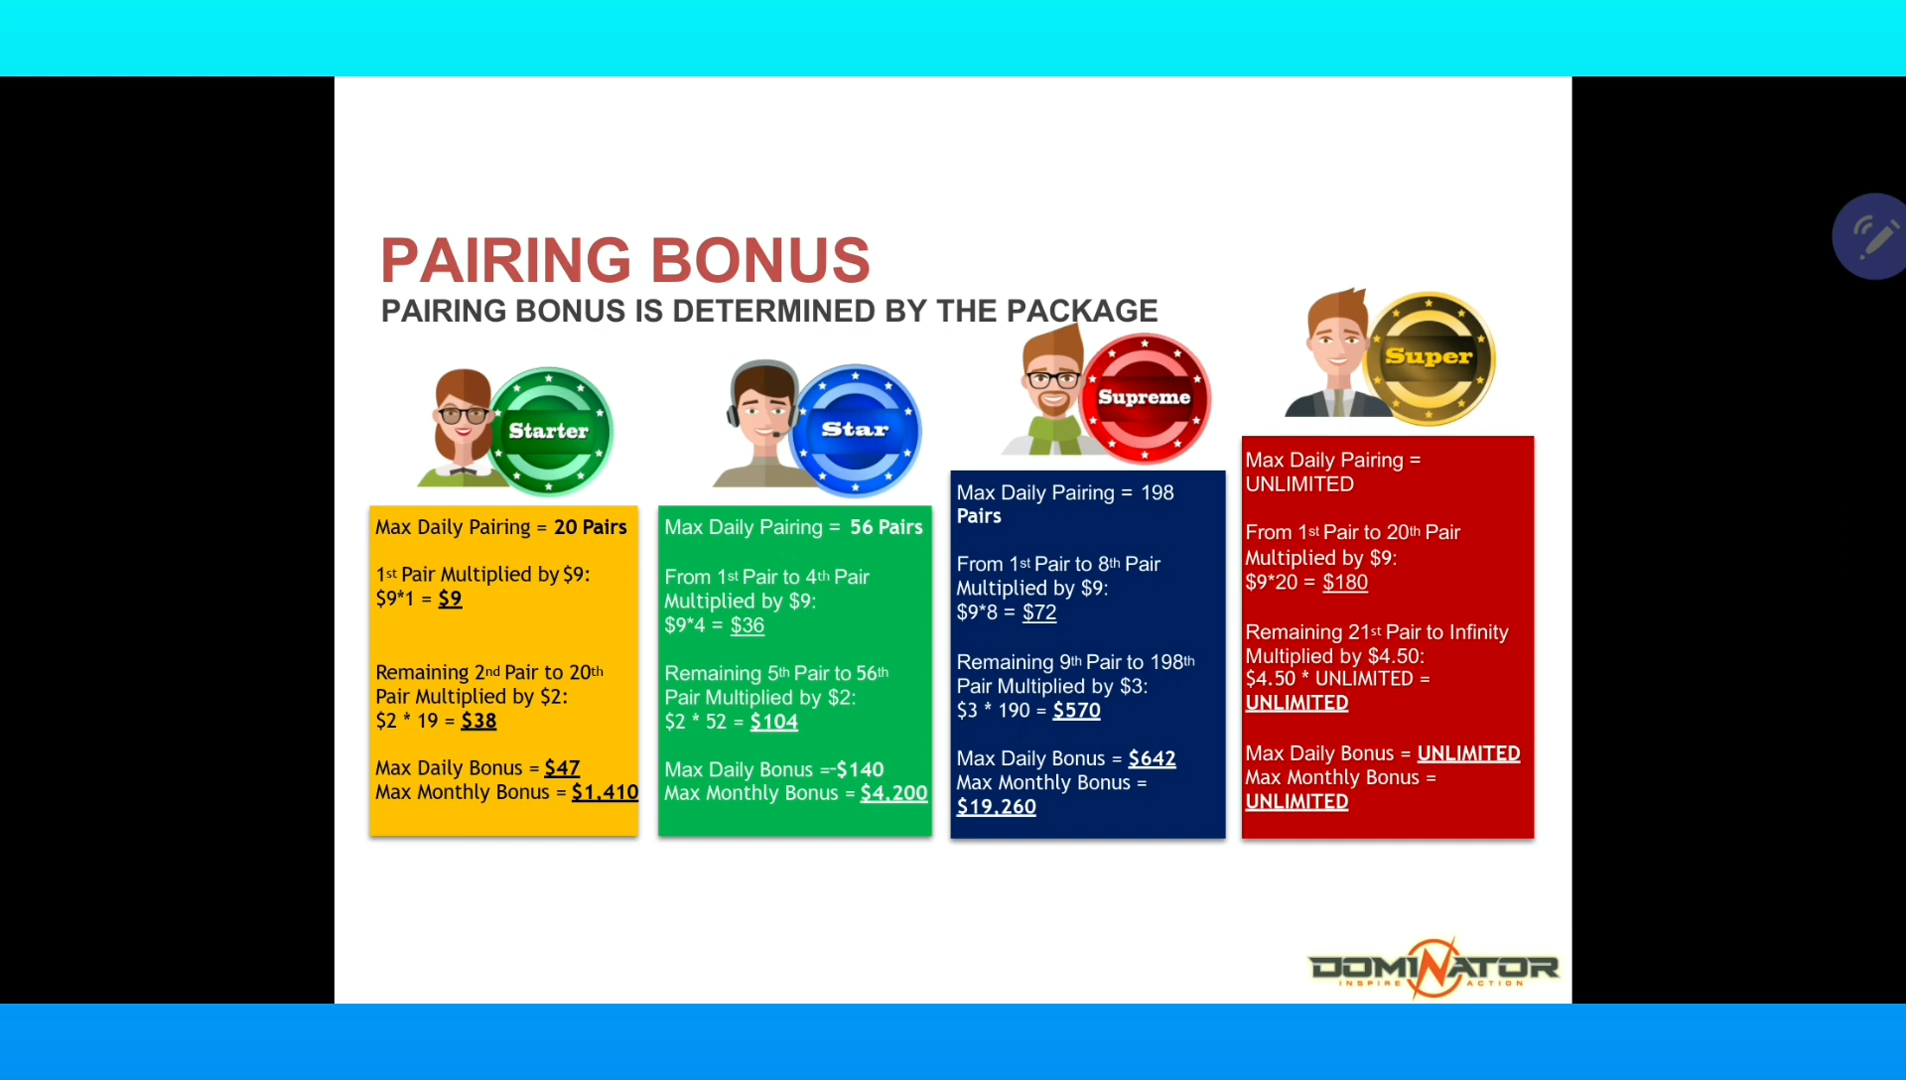 PAIRING BONUS
PAIRING BONUS IS DETERMINED BY THE PACKAGE
Starter
Max Daily Pairing = 20 Pairs
1st Pair Multiplied by $9:
$9*1 = $9
Remaining 2nd Pair to 20th
Pair Multiplied by $2:
$2 * 19 = $38
Max Daily Bonus = $47
Max Monthly Bonus = $1,410
Star
Max Daily Pairing = 56 Pairs
From 1st Pair to 4th Pair
Multiplied by $9:
$9*4 = $36
Remaining 5th Pair to 56th
Pair Multiplied by $2:
$2 * 52 = $104
Max Daily Bonus =-$140
Max Monthly Bonus = $4,200
Supreme
Max Daily Pairing = 198
Pairs
From 1st Pair to 8th Pair
Multiplied by $9:
$9*8 = $72
Remaining 9th Pair to 198th
Pair Multiplied by $3:
$3 * 190 = $570
Max Daily Bonus = $642
Max Monthly Bonus =
$19,260
Super
Max Daily Pairing =
UNLIMITED
From 1st Pair to 20th Pair
Multiplied by $9:
$9*20 = $180
Remaining 21st Pair to Infinity
Multiplied by $4.50:
$4.50 * UNLIMITED =
UNLIMITED
Max Daily Bonus = UNLIMITED
Max Monthly Bonus =
UNLIMITED
DOMINATOR
INSPIRE ACTION